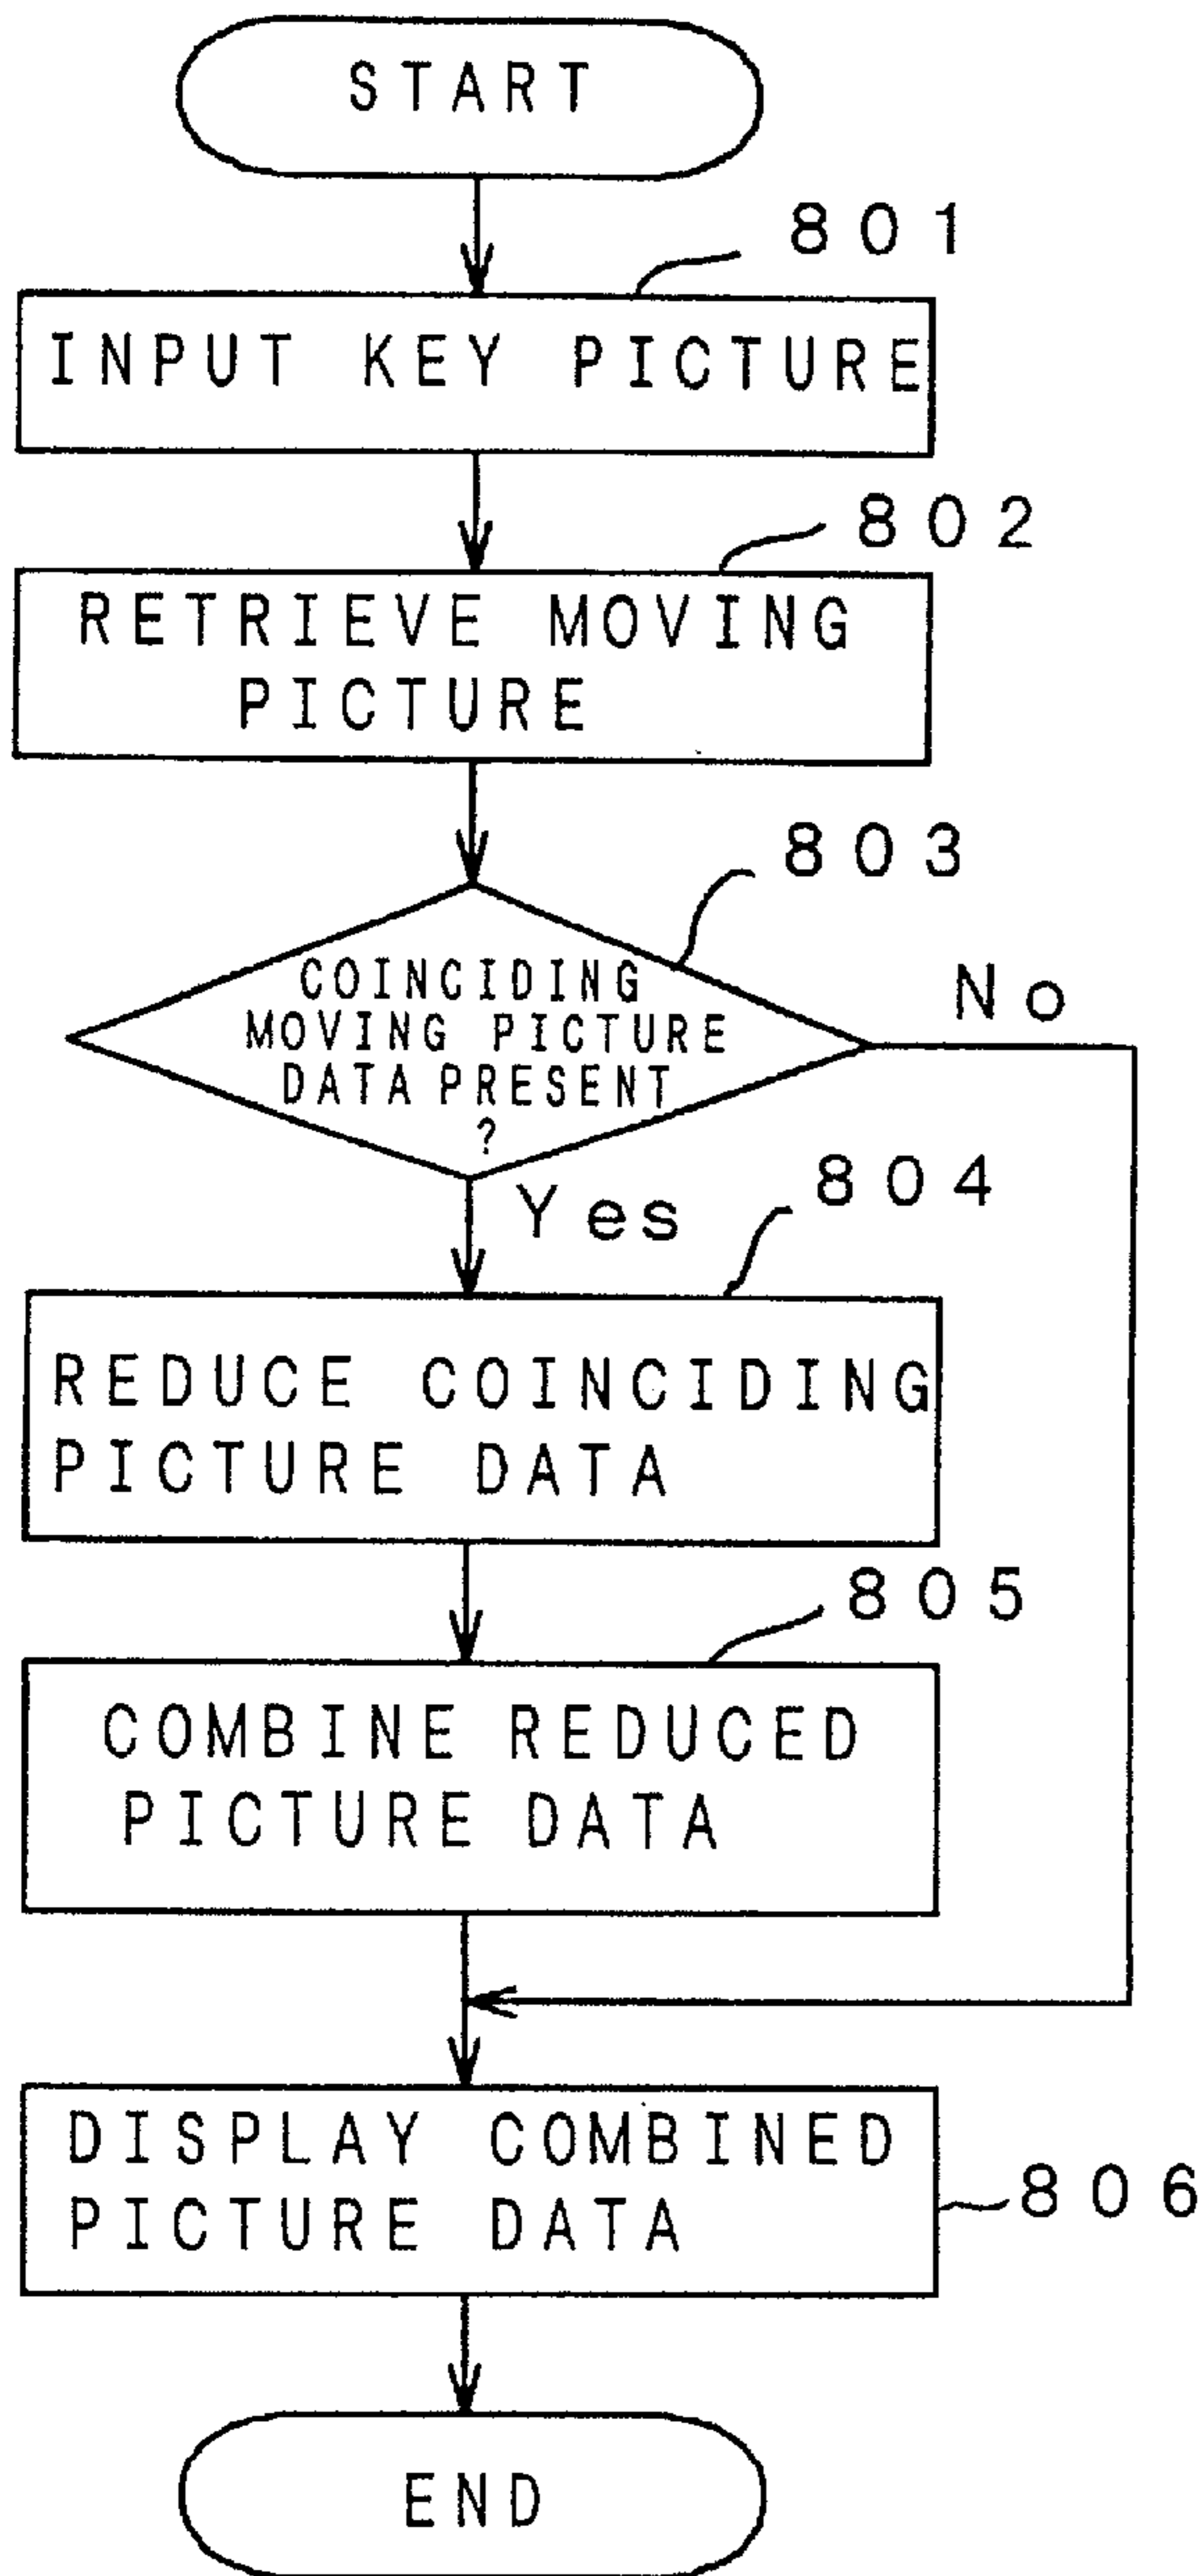 START
801
INPUT KEY PICTURE
802
RETRIEVE MOVING
PICTURE
803
COINCIDING
MOVING PICTURE
DATA PRESENT
?
No
Yes
804
REDUCE COINCIDING
PICTURE DATA
805
COMBINE REDUCED
PICTURE DATA
DISPLAY COMBINED
PICTURE DATA
806
END